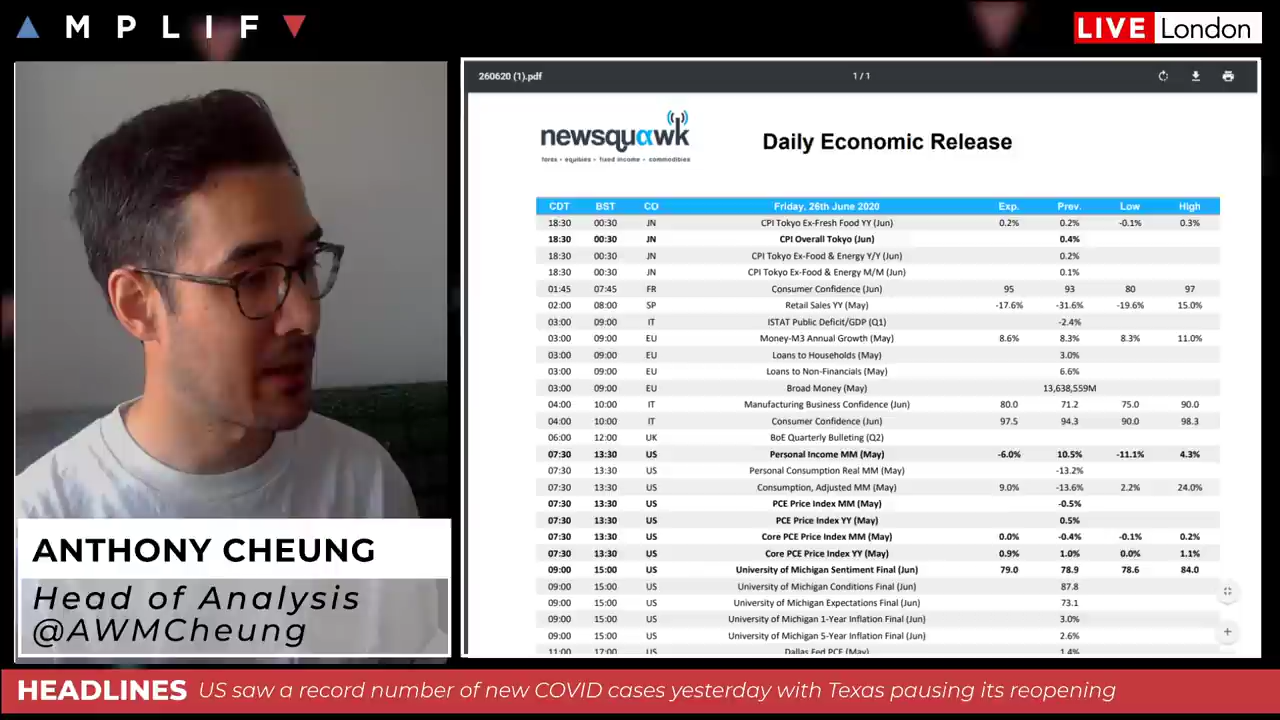 AMPLIFY
LIVE London
260620 (1).pdf
1 / 1
newsquawk
forex • equities • fixed income • commodities
Daily Economic Release
CDT BST CO Friday, 26th June 2020 Exp. Prev. Low High
18:30 00:30 JN CPI Tokyo Ex-Fresh Food YY (Jun) 0.2% 0.2% -0.1% 0.3%
18:30 00:30 JN CPI Overall Tokyo (Jun) 0.4%
18:30 00:30 JN CPI Tokyo Ex-Food & Energy Y/Y (Jun) 0.2%
18:30 00:30 JN CPI Tokyo Ex-Food & Energy M/M (Jun) 0.1%
01:45 07:45 FR Consumer Confidence (Jun) 95 93 80 97
02:00 08:00 SP Retail Sales YY (May) -17.6% -31.6% -19.6% 15.0%
03:00 09:00 IT ISTAT Public Deficit/GDP (Q1) -2.4%
03:00 09:00 EU Money-M3 Annual Growth (May) 8.6% 8.3% 8.3% 11.0%
03:00 09:00 EU Loans to Households (May) 3.0%
03:00 09:00 EU Loans to Non-Financials (May) 6.6%
03:00 09:00 EU Broad Money (May) 13,638,559M
04:00 10:00 IT Manufacturing Business Confidence (Jun) 80.0 71.2 75.0 90.0
04:00 10:00 IT Consumer Confidence (Jun) 97.5 94.3 90.0 98.3
06:00 12:00 UK BoE Quarterly Bulleting (Q2)
07:30 13:30 US Personal Income MM (May) -6.0% 10.5% -11.1% 4.3%
07:30 13:30 US Personal Consumption Real MM (May) -13.2%
07:30 13:30 US Consumption, Adjusted MM (May) 9.0% -13.6% 2.2% 24.0%
07:30 13:30 US PCE Price Index MM (May) -0.5%
07:30 13:30 US PCE Price Index YY (May) 0.5%
07:30 13:30 US Core PCE Price Index MM (May) 0.0% -0.4% -0.1% 0.2%
07:30 13:30 US Core PCE Price Index YY (May) 0.9% 1.0% 0.0% 1.1%
09:00 15:00 US University of Michigan Sentiment Final (Jun) 79.0 78.9 78.6 84.0
09:00 15:00 US University of Michigan Conditions Final (Jun) 87.8
09:00 15:00 US University of Michigan Expectations Final (Jun) 73.1
09:00 15:00 US University of Michigan 1-Year Inflation Final (Jun) 3.0%
09:00 15:00 US University of Michigan 5-Year Inflation Final (Jun) 2.6%
11:00 17:00 US Dallas Fed PCE (May) 1.4%
ANTHONY CHEUNG
Head of Analysis
@AWMCheung
HEADLINES US saw a record number of new COVID cases yesterday with Texas pausing its reopening